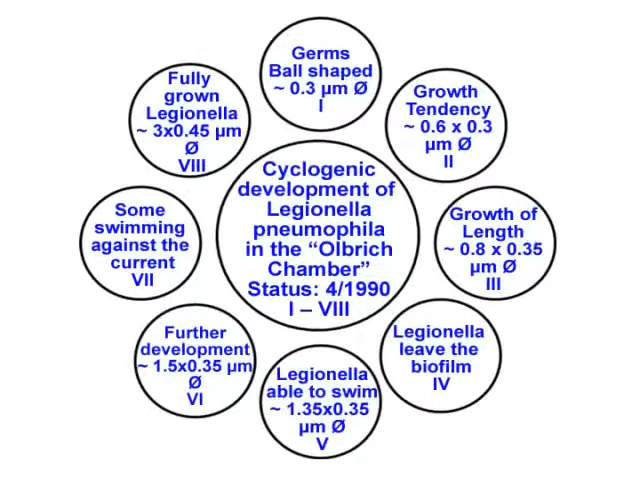 Germs
Ball shaped
~ 0.3 µm Ø
I
Growth
Tendency
~ 0.6 x 0.3
µm Ø
II
Growth of
Length
~ 0.8 x 0.35
µm Ø
III
Legionella
leave the
biofilm
IV
Legionella
able to swim
~ 1.35x0.35
µm Ø
V
Further
development
~ 1.5x0.35 µm
Ø
VI
Some
swimming
against the
current
VII
Fully
grown
Legionella
~ 3x0.45 µm
Ø
VIII
Cyclogenic
development of
Legionella
pneumophila
in the “Olbrich
Chamber”
Status: 4/1990
I – VIII